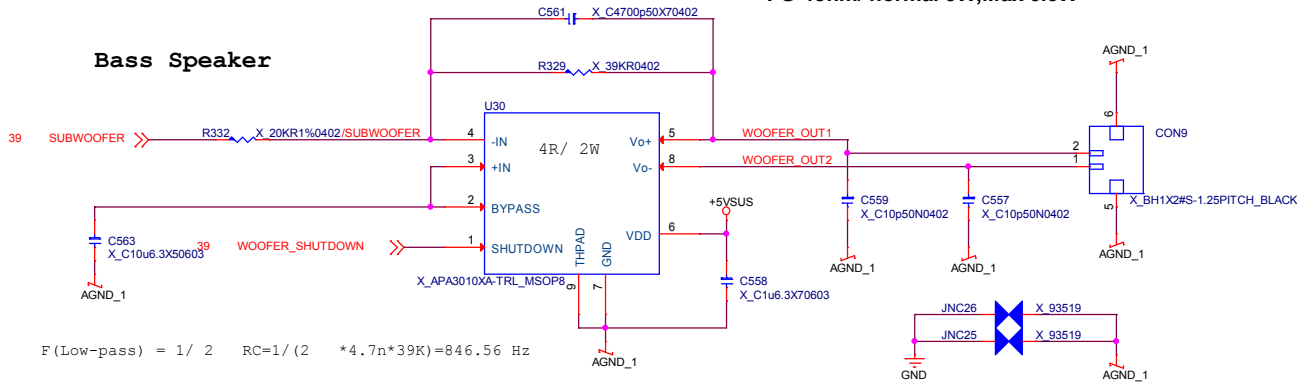 C561 X_C4700p50X70402
Bass Speaker
R329 X_39KR0402
AGND_1
U30
6
39 SUBWOOFER R332 X_20KR1%0402/SUBWOOFER 4 -IN Vo+ 5 WOOFER_OUT1 CON9
4R/ 2W
2
3 +IN Vo- 8 WOOFER_OUT2 1
2 BYPASS +5VSUS
C559 C557 X_BH1X2#S-1.25PITCH_BLACK
X_C10p50N0402 X_C10p50N0402 5
C563 39 WOOFER_SHUTDOWN 1 SHUTDOWN VDD 6
X_C10u6.3X50603
THPAD
GND
AGND_1 AGND_1 AGND_1
X_APA3010XA-TRL_MSOP8 9 7 C558
X_C1u6.3X70603
AGND_1
JNC26 X_93519
JNC25 X_93519
F(Low-pass) = 1/ 2 RC=1/(2 *4.7n*39K)=846.56 Hz
AGND_1
GND AGND_1